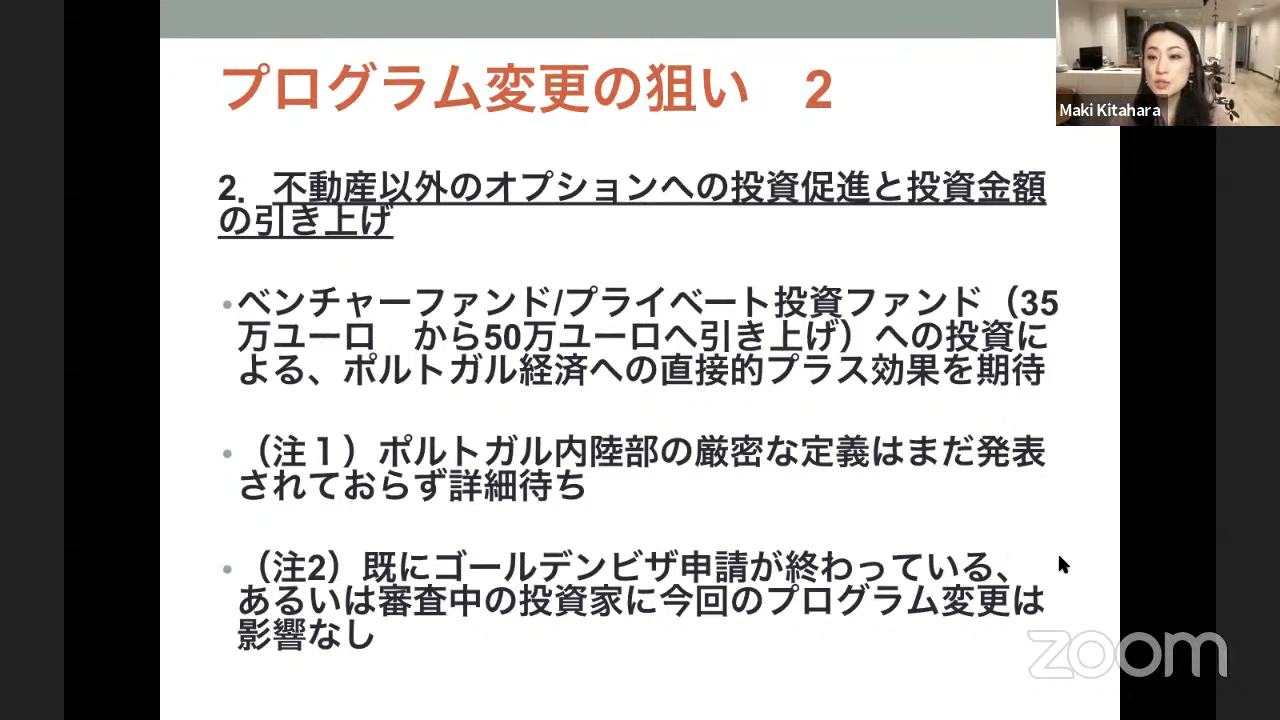 プログラム変更の狙い　2
Maki Kitahara
2．不動産以外のオプションへの投資促進と投資金額
の引き上げ
•ベンチャーファンド/プライベート投資ファンド（35
万ユーロ　から50万ユーロへ引き上げ）への投資に
よる、ポルトガル経済への直接的プラス効果を期待
•（注１）ポルトガル内陸部の厳密な定義はまだ発表
されておらず詳細待ち
•（注2）既にゴールデンビザ申請が終わっている、
あるいは審査中の投資家に今回のプログラム変更は
影響なし
zoom